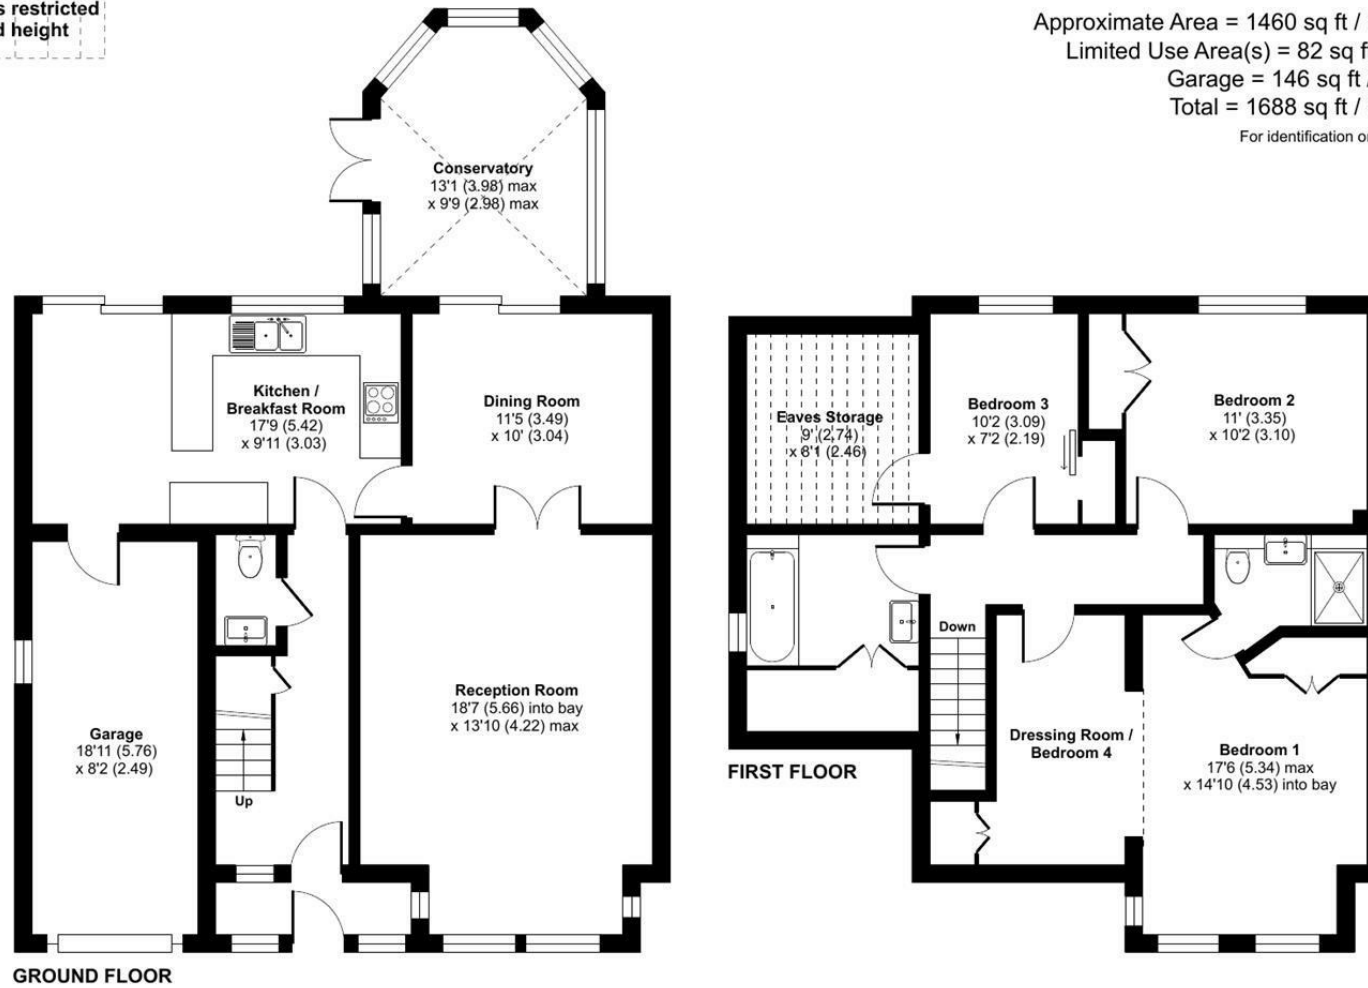 s restricted
d height
Approximate Area = 1460 sq ft /
Limited Use Area(s) = 82 sq ft
Garage = 146 sq ft /
Total = 1688 sq ft /
For identification on
Conservatory
13'1 (3.98) max
x 9'9 (2.98) max
Kitchen /
Breakfast Room
17'9 (5.42)
x 9'11 (3.03)
Dining Room
11'5 (3.49)
x 10' (3.04)
Reception Room
18'7 (5.66) into bay
x 13'10 (4.22) max
Garage
18'11 (5.76)
x 8'2 (2.49)
Up
GROUND FLOOR
Eaves Storage
9' (2.74)
x 8'1 (2.46)
Bedroom 3
10'2 (3.09)
x 7'2 (2.19)
Bedroom 2
11' (3.35)
x 10'2 (3.10)
Down
Dressing Room /
Bedroom 4
Bedroom 1
17'6 (5.34) max
x 14'10 (4.53) into bay
FIRST FLOOR